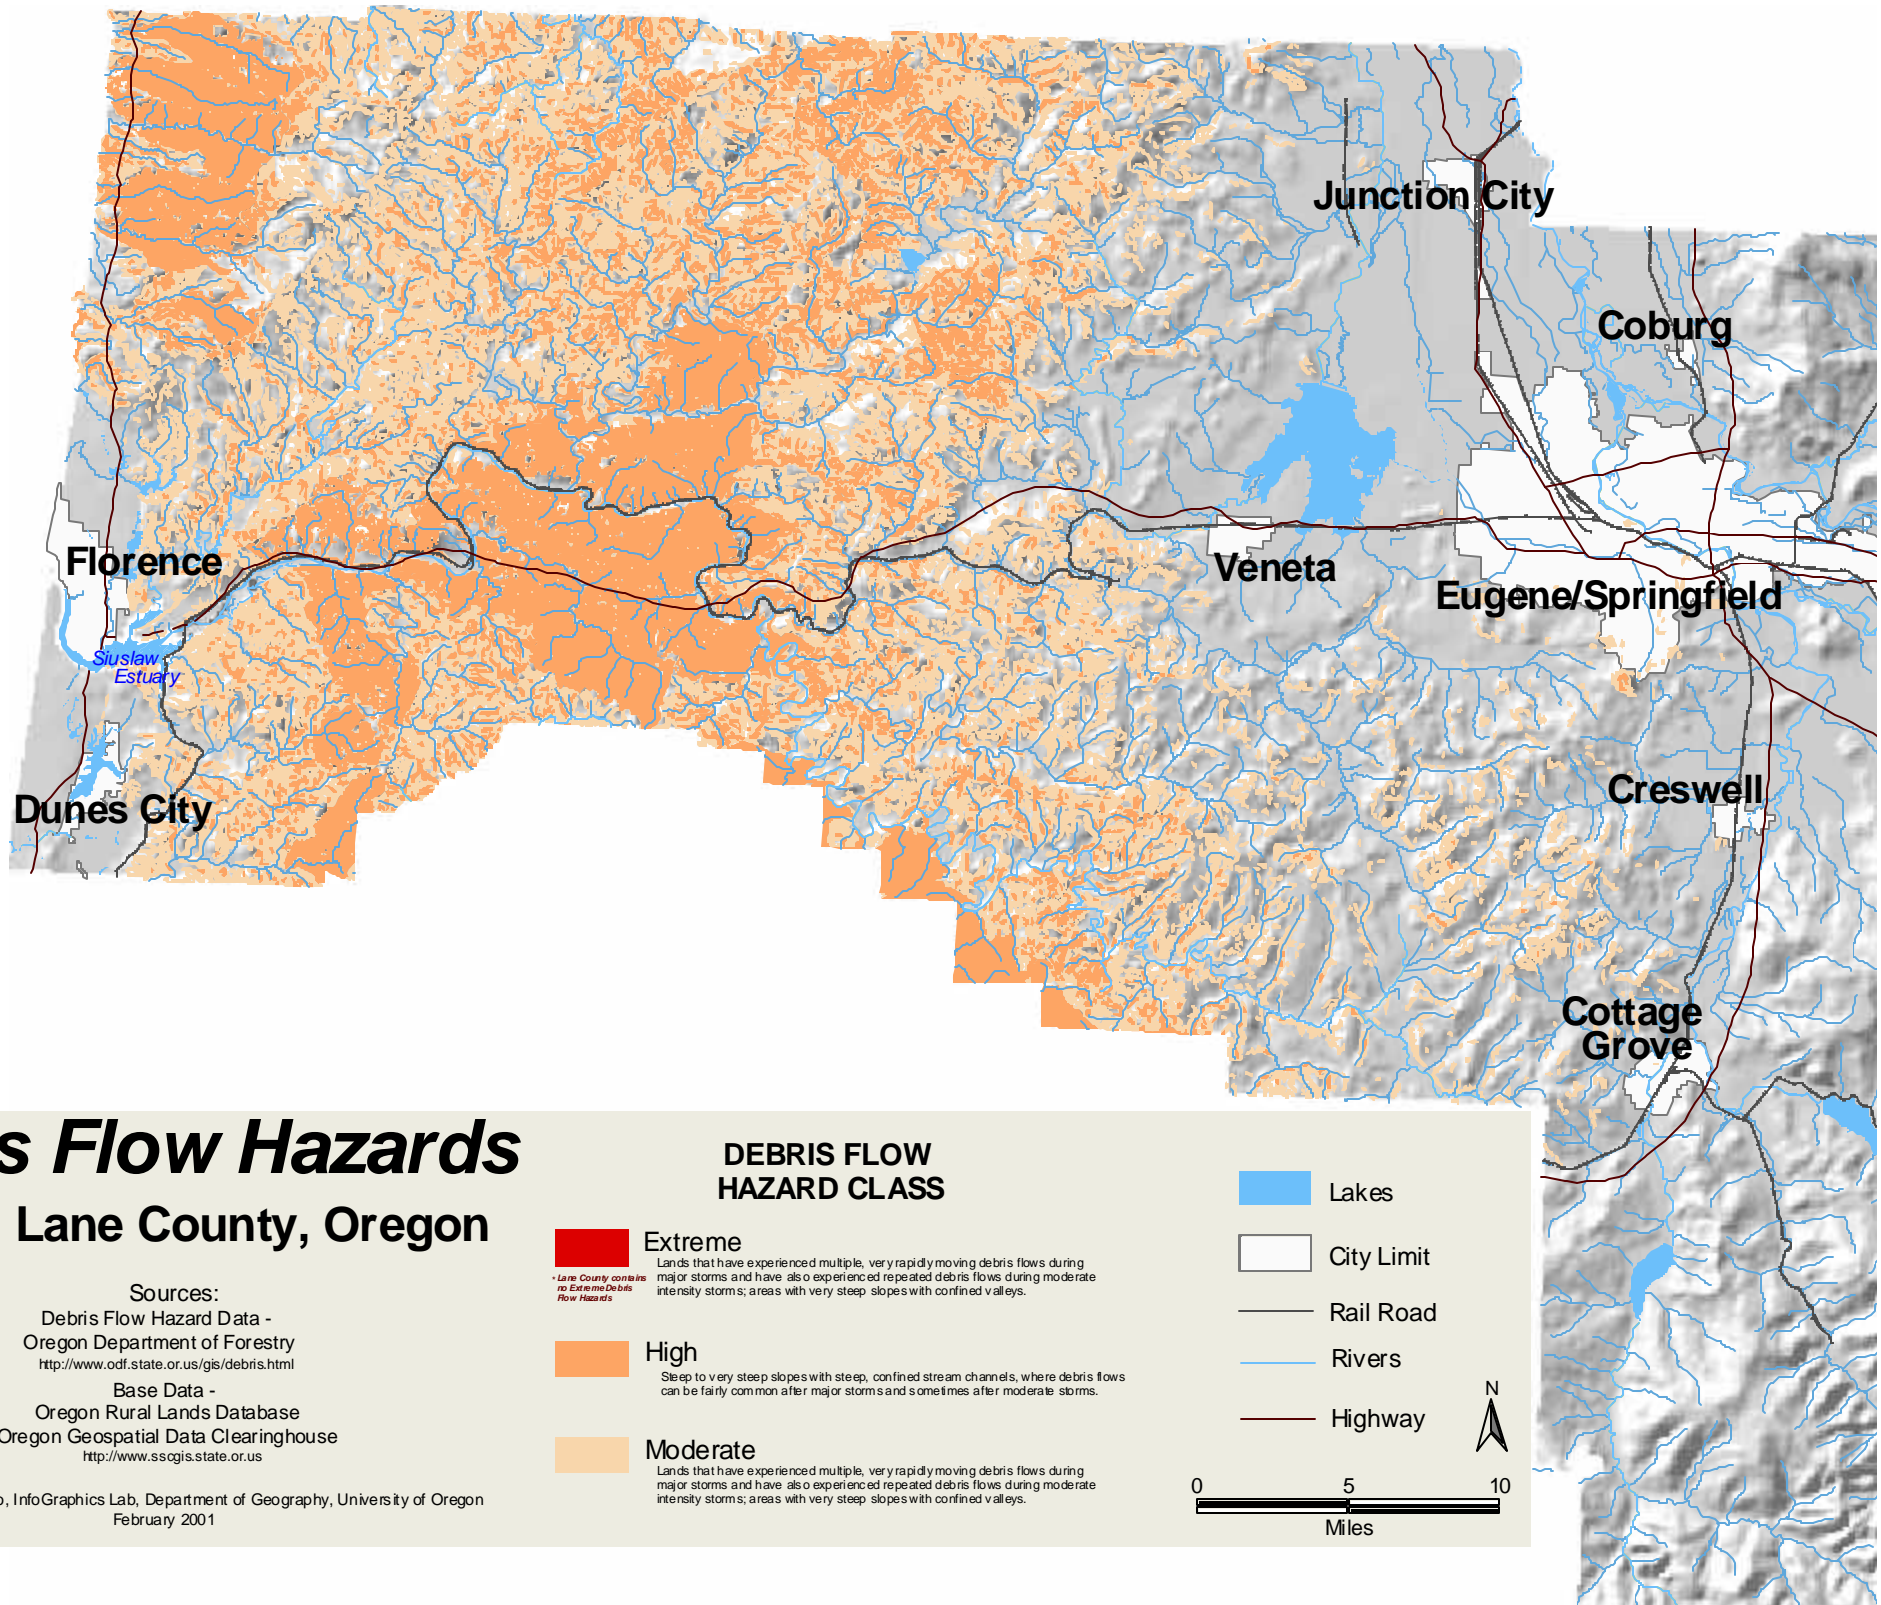 Junction City
Coburg
Florence
Veneta
Eugene/Springfield
Siuslaw
Estuary
Creswell
Dunes City
Cottage
Grove
s Flow Hazards
Lane County, Oregon
Sources:
Debris Flow Hazard Data -
Oregon Department of Forestry
http://www.odf.state.or.us/gis/debris.html
Base Data -
Oregon Rural Lands Database
Oregon Geospatial Data Clearinghouse
http://www.sscgis.state.or.us
o, InfoGraphics Lab, Department of Geography, University of Oregon
February 2001
DEBRIS FLOW
HAZARD CLASS
Extreme
Lands that have experienced multiple, very rapidly moving debris flows during
major storms and have also experienced repeated debris flows during moderate
intensity storms; areas with very steep slopes with confined valleys.
* Lane County contains
no Extreme Debris
Flow Hazards
High
Steep to very steep slopes with steep, confined stream channels, where debris flows
can be fairly common after major storms and sometimes after moderate storms.
Moderate
Lands that have experienced multiple, very rapidly moving debris flows during
major storms and have also experienced repeated debris flows during moderate
intensity storms; areas with very steep slopes with confined valleys.
Lakes
City Limit
Rail Road
Rivers
Highway
N
0 5 10
Miles